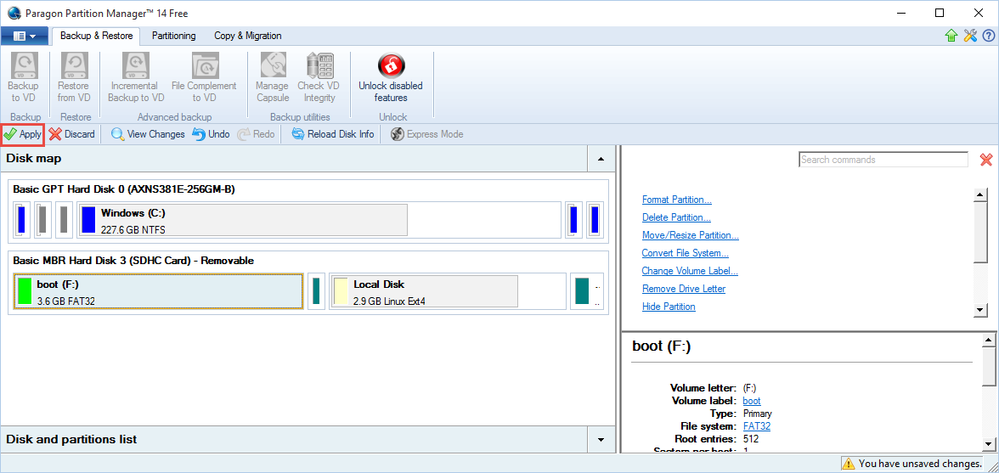 Paragon Partition Manager™ 14 Free
Backup & Restore
Partitioning
Copy & Migration
Backup
to VD
Restore
from VD
Incremental
Backup to VD
File Complement
to VD
Manage
Capsule
Check VD
Integrity
Unlock disabled
features
Backup
Restore
Advanced backup
Backup utilities
Unlock
Apply
Discard
View Changes
Undo
Redo
Reload Disk Info
Express Mode
Disk map
Basic GPT Hard Disk 0 (AXNS381E-256GM-B)
Windows (C:)
227.6 GB NTFS
Basic MBR Hard Disk 3 (SDHC Card) - Removable
boot (F:)
3.6 GB FAT32
Local Disk
2.9 GB Linux Ext4
..
..
Disk and partitions list
Search commands
Format Partition...
Delete Partition...
Move/Resize Partition...
Convert File System...
Change Volume Label...
Remove Drive Letter
Hide Partition
boot (F:)
Volume letter: (F:)
Volume label: boot
Type: Primary
File system: FAT32
Root entries: 512
You have unsaved changes.